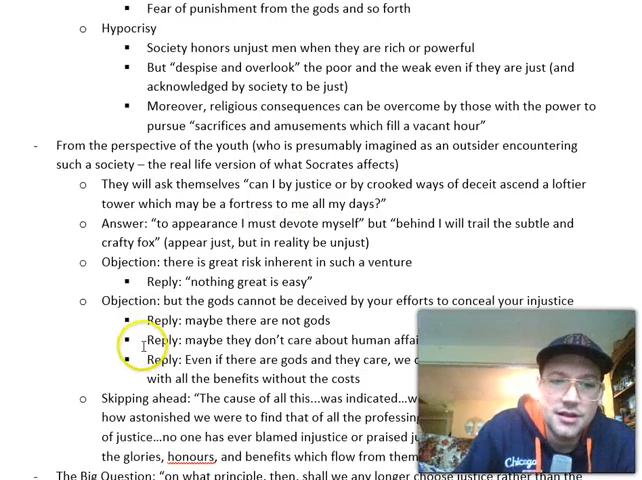 ▪ Fear of punishment from the gods and so forth
o Hypocrisy
▪ Society honors unjust men when they are rich or powerful
▪ But “despise and overlook” the poor and the weak even if they are just (and
acknowledged by society to be just)
▪ Moreover, religious consequences can be overcome by those with the power to
pursue “sacrifices and amusements which fill a vacant hour”
- From the perspective of the youth (who is presumably imagined as an outsider encountering
such a society – the real life version of what Socrates affects)
o They will ask themselves “can I by justice or by crooked ways of deceit ascend a loftier
tower which may be a fortress to me all my days?”
o Answer: “to appearance I must devote myself” but “behind I will trail the subtle and
crafty fox” (appear just, but in reality be unjust)
o Objection: there is great risk inherent in such a venture
▪ Reply: “nothing great is easy”
o Objection: but the gods cannot be deceived by your efforts to conceal your injustice
▪ Reply: maybe there are not gods
▪ Reply: maybe they don’t care about human
▪ Reply: Even if there are gods and they care, we
with all the benefits without the costs
o Skipping ahead: “The cause of all this...was indicated...
how astonished we were to find that of all the professing
of justice...no one has ever blamed injustice or praised
the glories, honours, and benefits which flow from them
- The Big Question: “on what principle, then, shall we any longer choose justice rather than the
Chicago